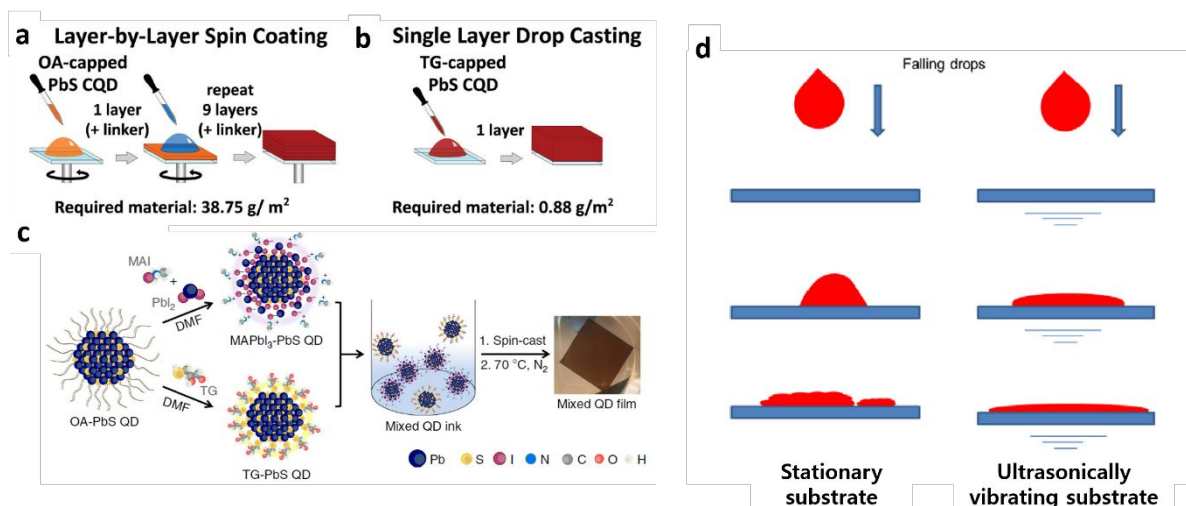 a Layer-by-Layer Spin Coating
OA-capped
PbS CQD
1 layer
(+ linker)
repeat
9 layers
(+ linker)
Required material: 38.75 g/ m²
b Single Layer Drop Casting
TG-capped
PbS CQD
1 layer
Required material: 0.88 g/m²
c
MAI
+
PbI₂
DMF
MAPbI₃-PbS QD
OA-PbS QD
TG
DMF
TG-PbS QD
Mixed QD ink
1. Spin-cast
2. 70 °C, N₂
Mixed QD film
Pb S I N C O H
d
Falling drops
Stationary
substrate
Ultrasonically
vibrating substrate